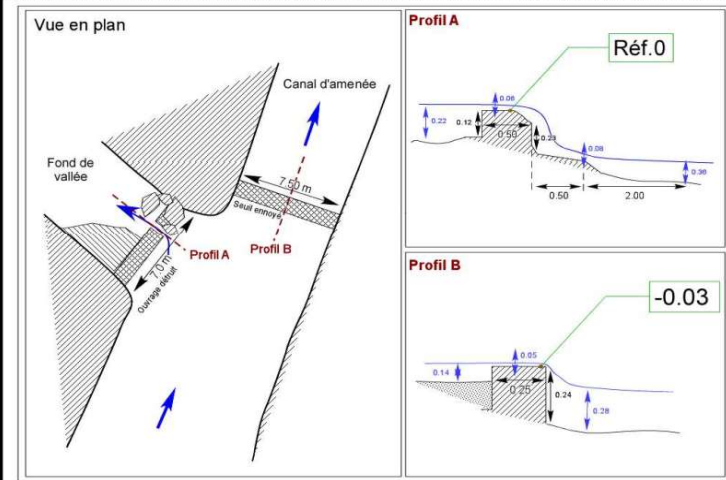 Vue en plan
Canal d'amenée
Fond de
vallée
7.50 m
Seuil ennoyé
Profil A
Profil B
7.0 m
Ouvrage détruit
Profil A
Réf.0
0.06
0.22
0.12
0.50
0.23
0.08
0.36
0.50
2.00
Profil B
-0.03
0.05
0.14
0.25
0.24
0.28